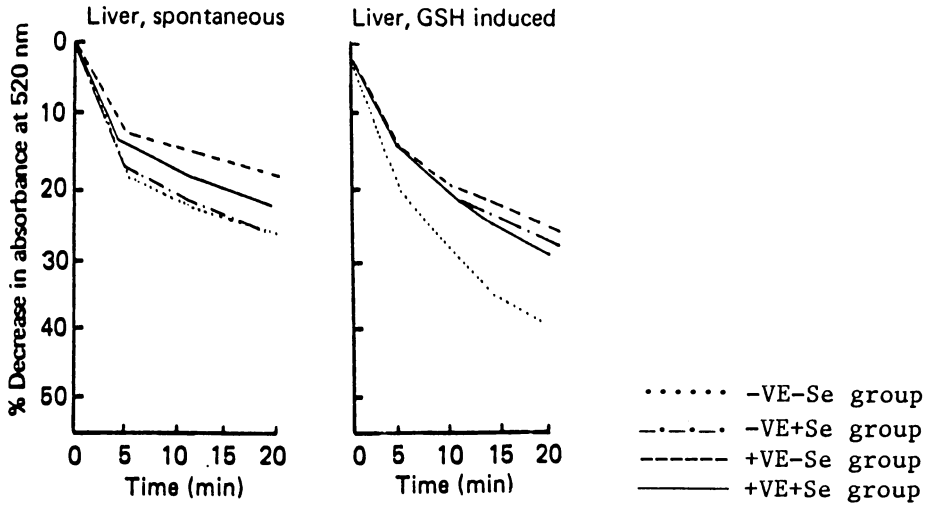 Liver, spontaneous
Liver, GSH induced
% Decrease in absorbance at 520 nm
0
10
20
30
40
50
0 5 10 15 20
Time (min)
0 5 10 15 20
Time (min)
-VE-Se group
-VE+Se group
+VE-Se group
+VE+Se group